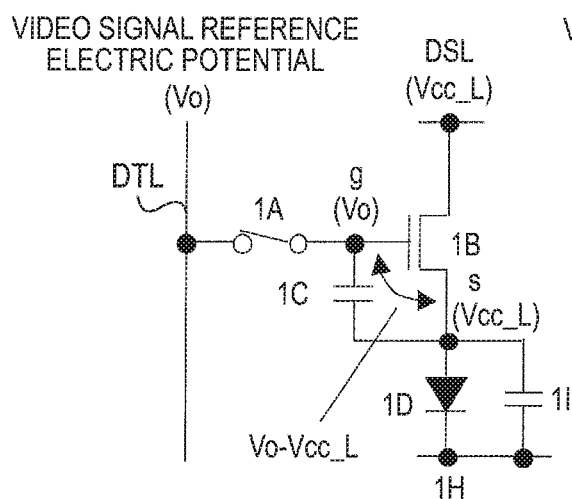 VIDEO SIGNAL REFERENCE
ELECTRIC POTENTIAL
(Vo)
V
DSL
(Vcc_L)
DTL
1A
g
(Vo)
1B
1C
s
(Vcc_L)
1D
1i
Vo-Vcc_L
1H